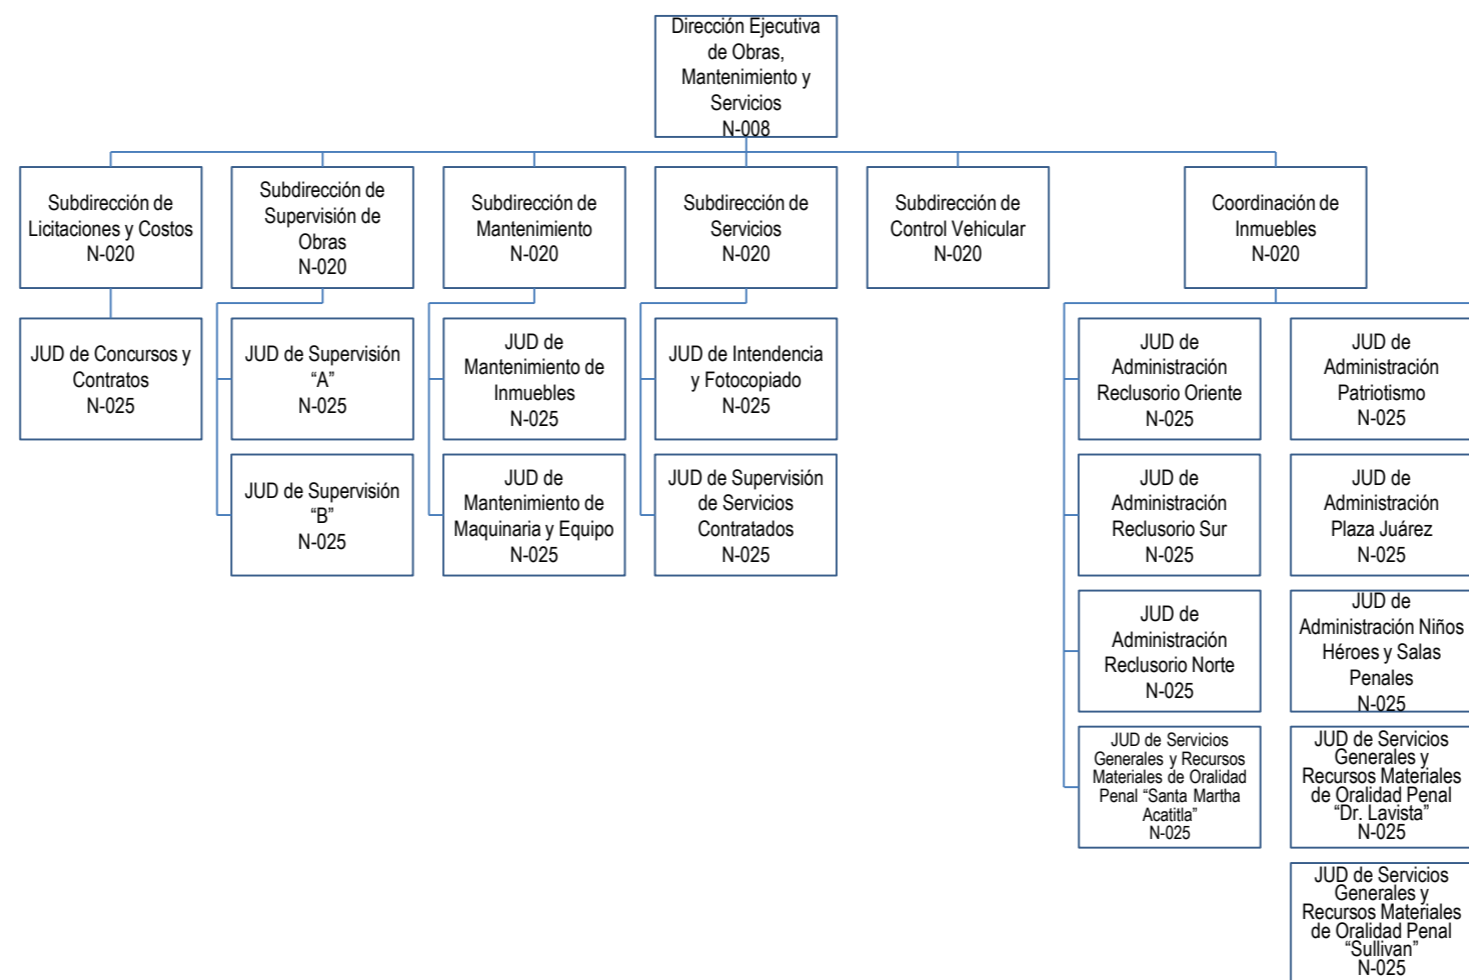 Dirección Ejecutiva
de Obras,
Mantenimiento y
Servicios
N-008
Subdirección de
Licitaciones y Costos
N-020
Subdirección de
Supervisión de
Obras
N-020
Subdirección de
Mantenimiento
N-020
Subdirección de
Servicios
N-020
Subdirección de
Control Vehicular
N-020
Coordinación de
Inmuebles
N-020
JUD de Concursos y
Contratos
N-025
JUD de Supervisión
“A”
N-025
JUD de
Mantenimiento de
Inmuebles
N-025
JUD de Intendencia
y Fotocopiado
N-025
JUD de
Administración
Reclusorio Oriente
N-025
JUD de
Administración
Patriotismo
N-025
JUD de Supervisión
“B”
N-025
JUD de
Mantenimiento de
Maquinaria y Equipo
N-025
JUD de Supervisión
de Servicios
Contratados
N-025
JUD de
Administración
Reclusorio Sur
N-025
JUD de
Administración
Plaza Juárez
N-025
JUD de
Administración
Reclusorio Norte
N-025
JUD de
Administración Niños
Héroes y Salas
Penales
N-025
JUD de Servicios
Generales y Recursos
Materiales de Oralidad
Penal “Santa Martha
Acatitla”
N-025
JUD de Servicios
Generales y
Recursos Materiales
de Oralidad Penal
“Dr. Lavista”
N-025
JUD de Servicios
Generales y
Recursos Materiales
de Oralidad Penal
“Sullivan”
N-025